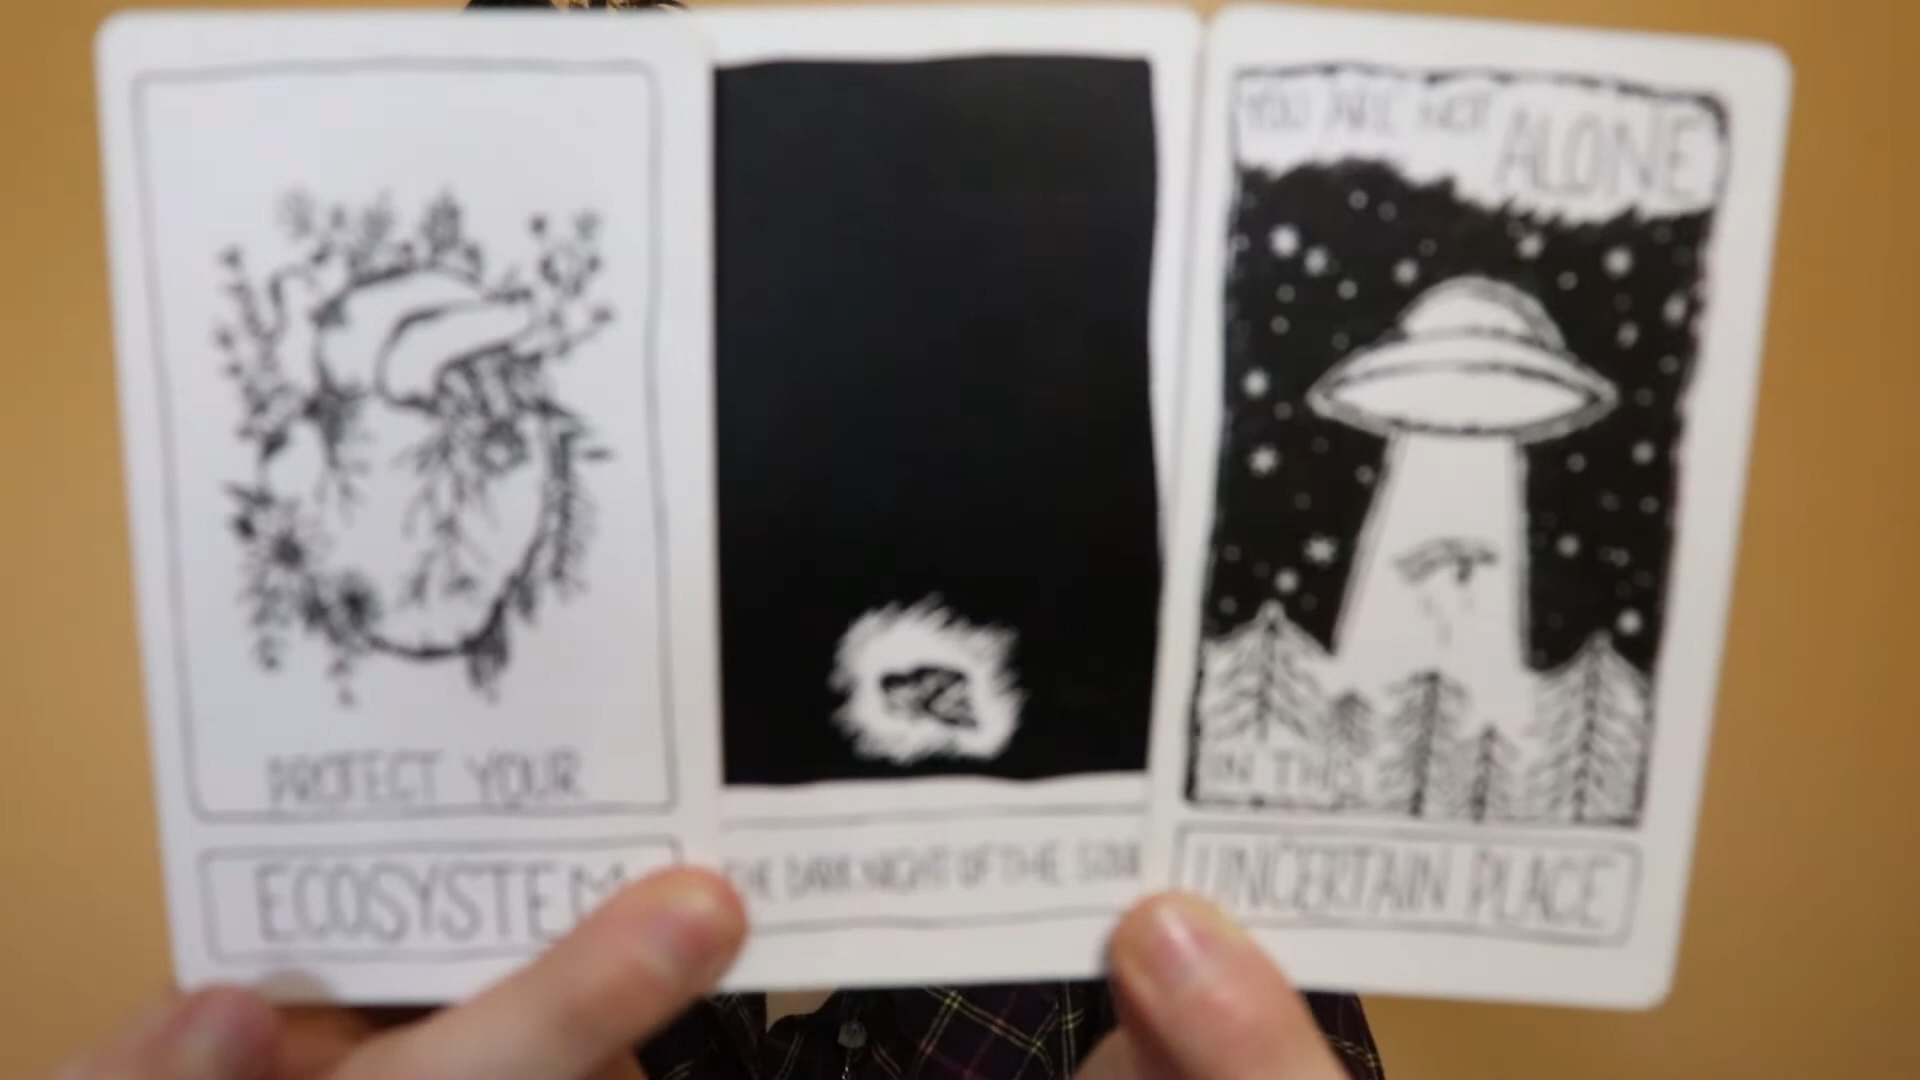 PROTECT YOUR
ECOSYSTEM
THE DARK NIGHT OF THE SOUL
YOU ARE NOT ALONE
IN THIS
UNCERTAIN PLACE